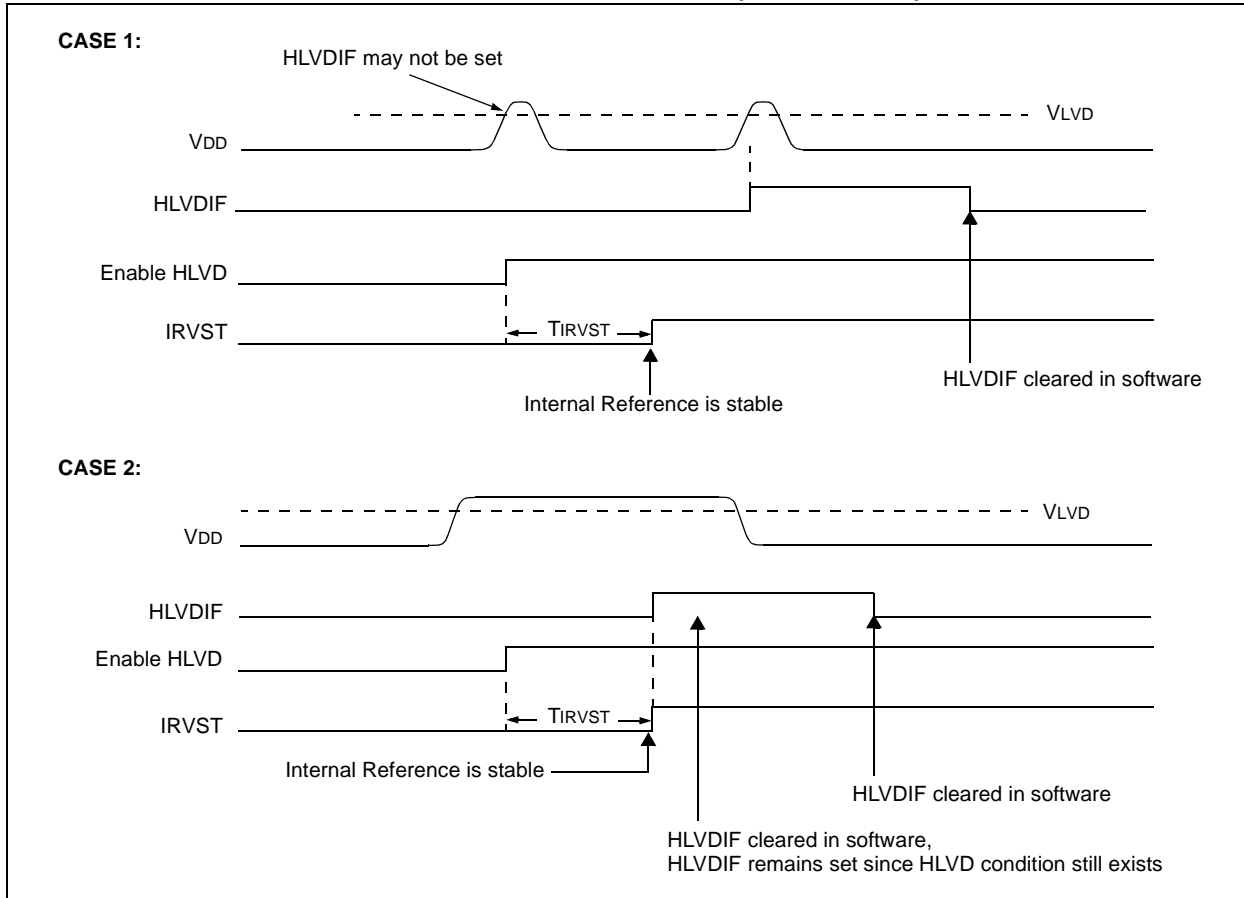 CASE 1:
HLVDIF may not be set
VLVD
VDD
HLVDIF
Enable HLVD
IRVST
TIRVST
HLVDIF cleared in software
Internal Reference is stable
CASE 2:
VLVD
VDD
HLVDIF
Enable HLVD
TIRVST
IRVST
Internal Reference is stable
HLVDIF cleared in software
HLVDIF cleared in software,
HLVDIF remains set since HLVD condition still exists